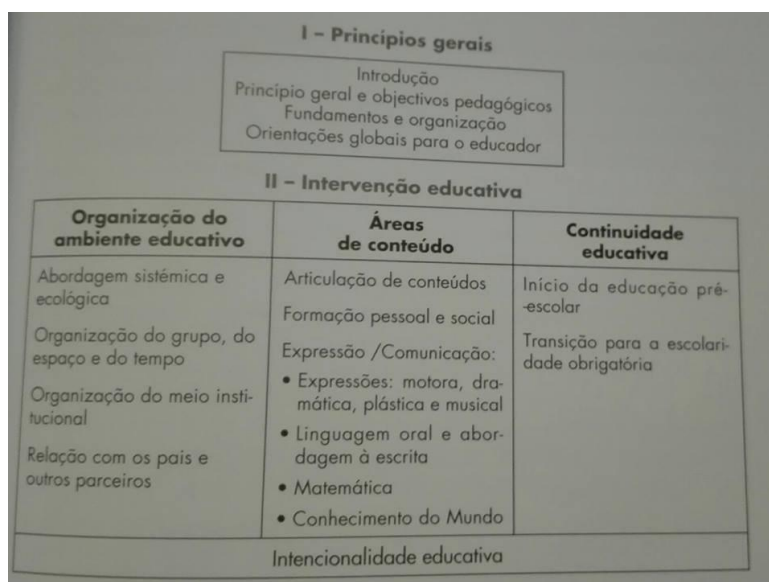 I – Princípios gerais
Introdução
Princípio geral e objectivos pedagógicos
Fundamentos e organização
Orientações globais para o educador
II – Intervenção educativa
Organização do
ambiente educativo
Abordagem sistémica e
ecológica
Organização do grupo, do
espaço e do tempo
Organização do meio insti-
tucional
Relação com os pais e
outros parceiros
Áreas
de conteúdo
Articulação de conteúdos
Formação pessoal e social
Expressão /Comunicação:
• Expressões: motora, dra-
mática, plástica e musical
• Linguagem oral e abor-
dagem à escrita
• Matemática
• Conhecimento do Mundo
Continuidade
educativa
Início da educação pré-
-escolar
Transição para a escolari-
dade obrigatória
Intencionalidade educativa